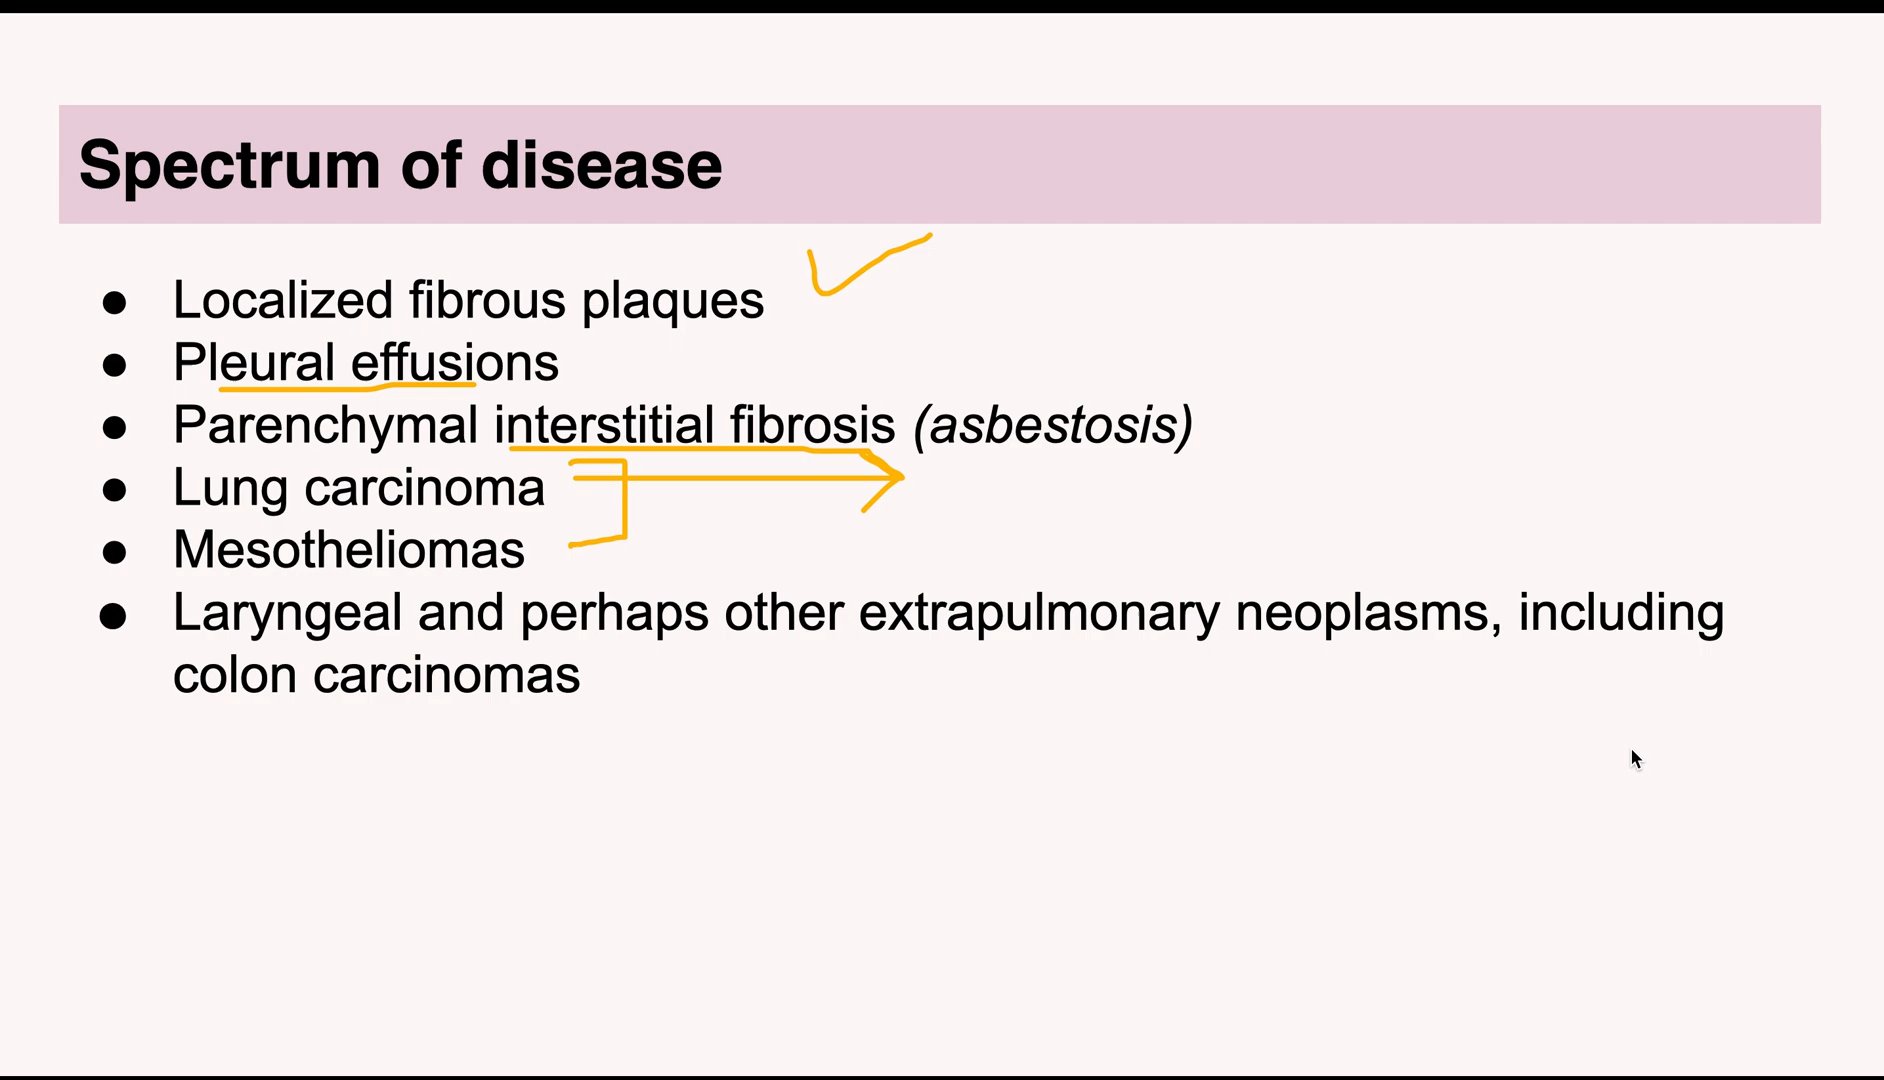 Spectrum of disease
● Localized fibrous plaques
● Pleural effusions
● Parenchymal interstitial fibrosis (asbestosis)
● Lung carcinoma
● Mesotheliomas
● Laryngeal and perhaps other extrapulmonary neoplasms, including
colon carcinomas